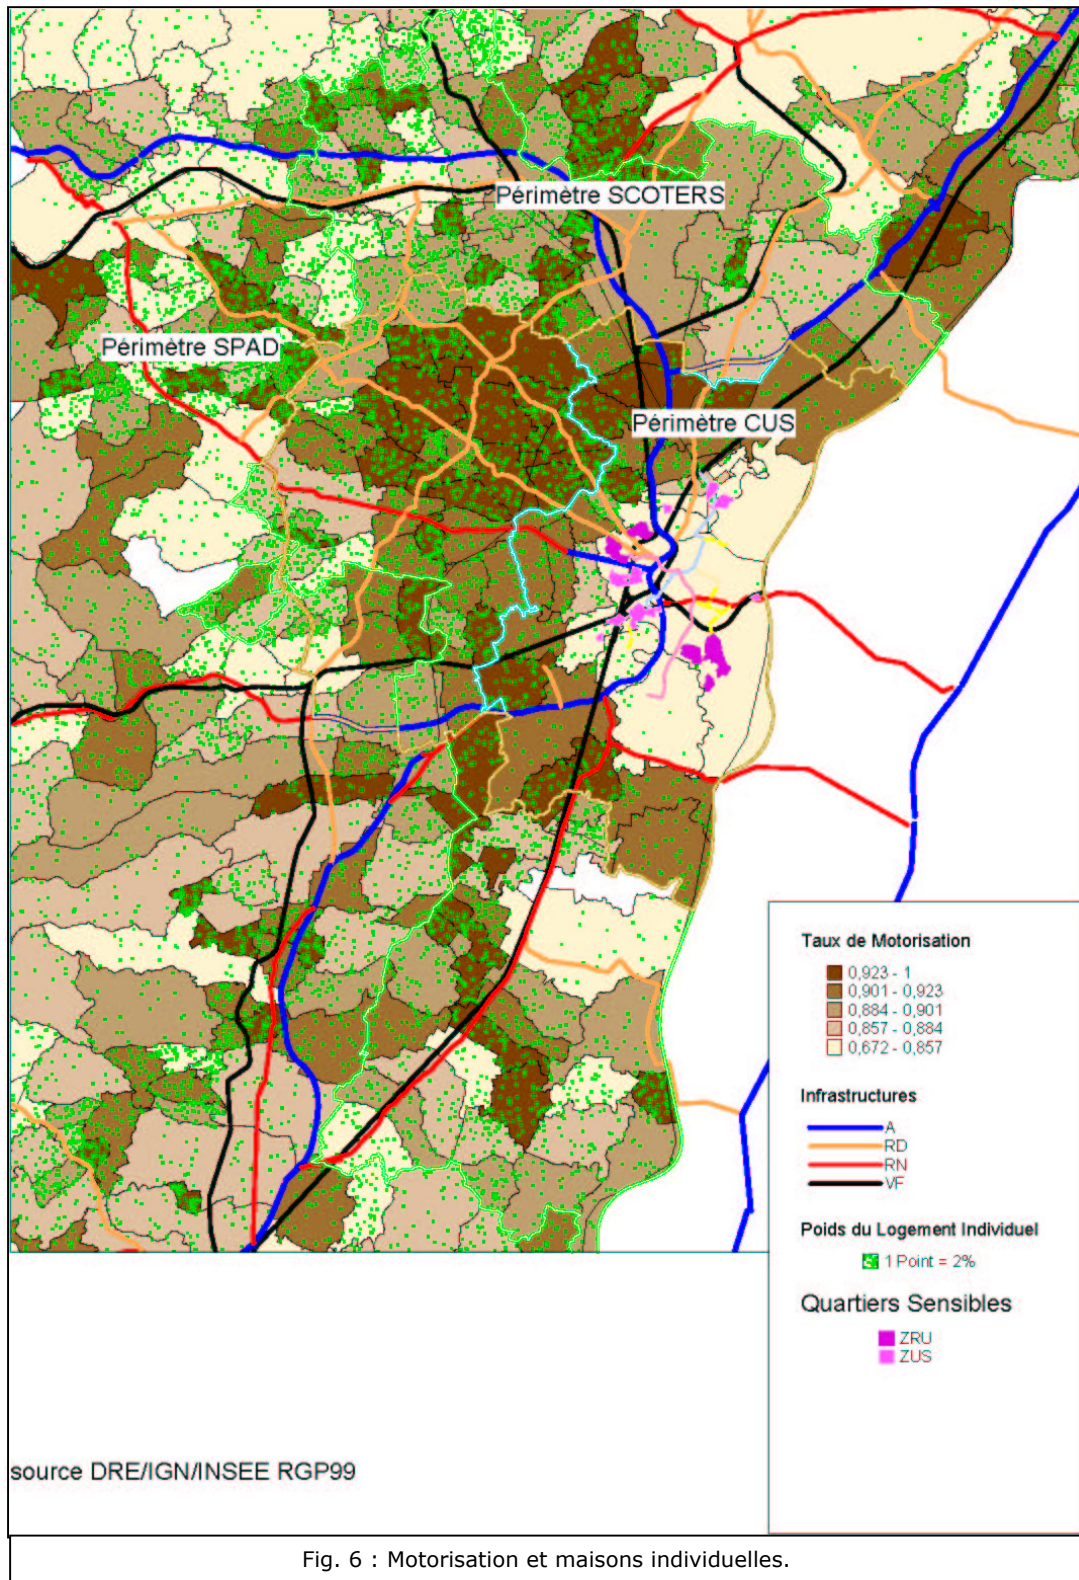 Périmètre SCOTERS
Périmètre SPAD
Périmètre CUS
Taux de Motorisation
0,923 - 1
0,901 - 0,923
0,884 - 0,901
0,857 - 0,884
0,672 - 0,857
Infrastructures
A
RD
RN
VF
Poids du Logement Individuel
1 Point = 2%
Quartiers Sensibles
ZRU
ZUS
source DRE/IGN/INSEE RGP99
Fig. 6 : Motorisation et maisons individuelles.